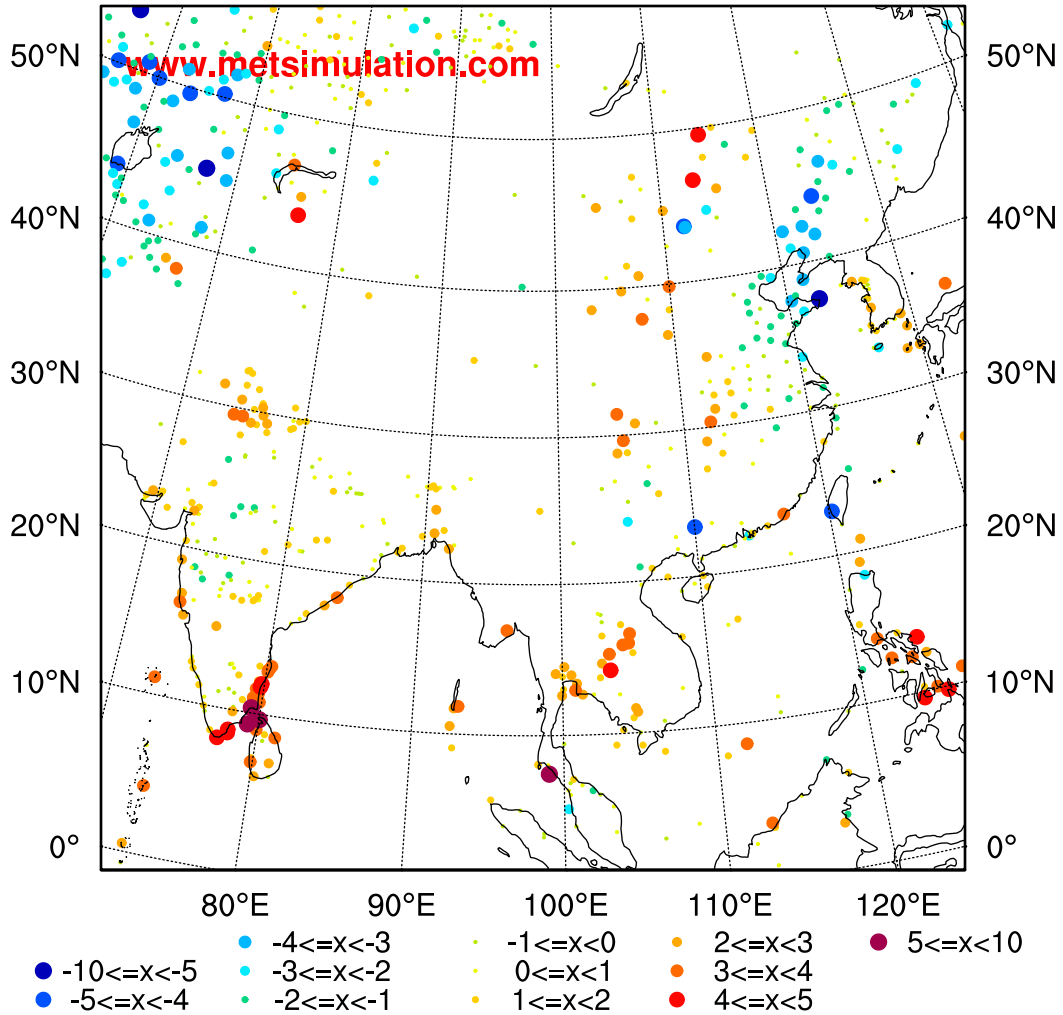 50°N 50°N
www.metsimulation.com
40°N 40°N
30°N 30°N
20°N 20°N
10°N 10°N
0° 0°
80°E 90°E 100°E 110°E 120°E
-4<=x<-3 -1<=x<0 2<=x<3 5<=x<10
-10<=x<-5 -3<=x<-2 0<=x<1 3<=x<4
-5<=x<-4 -2<=x<-1 1<=x<2 4<=x<5